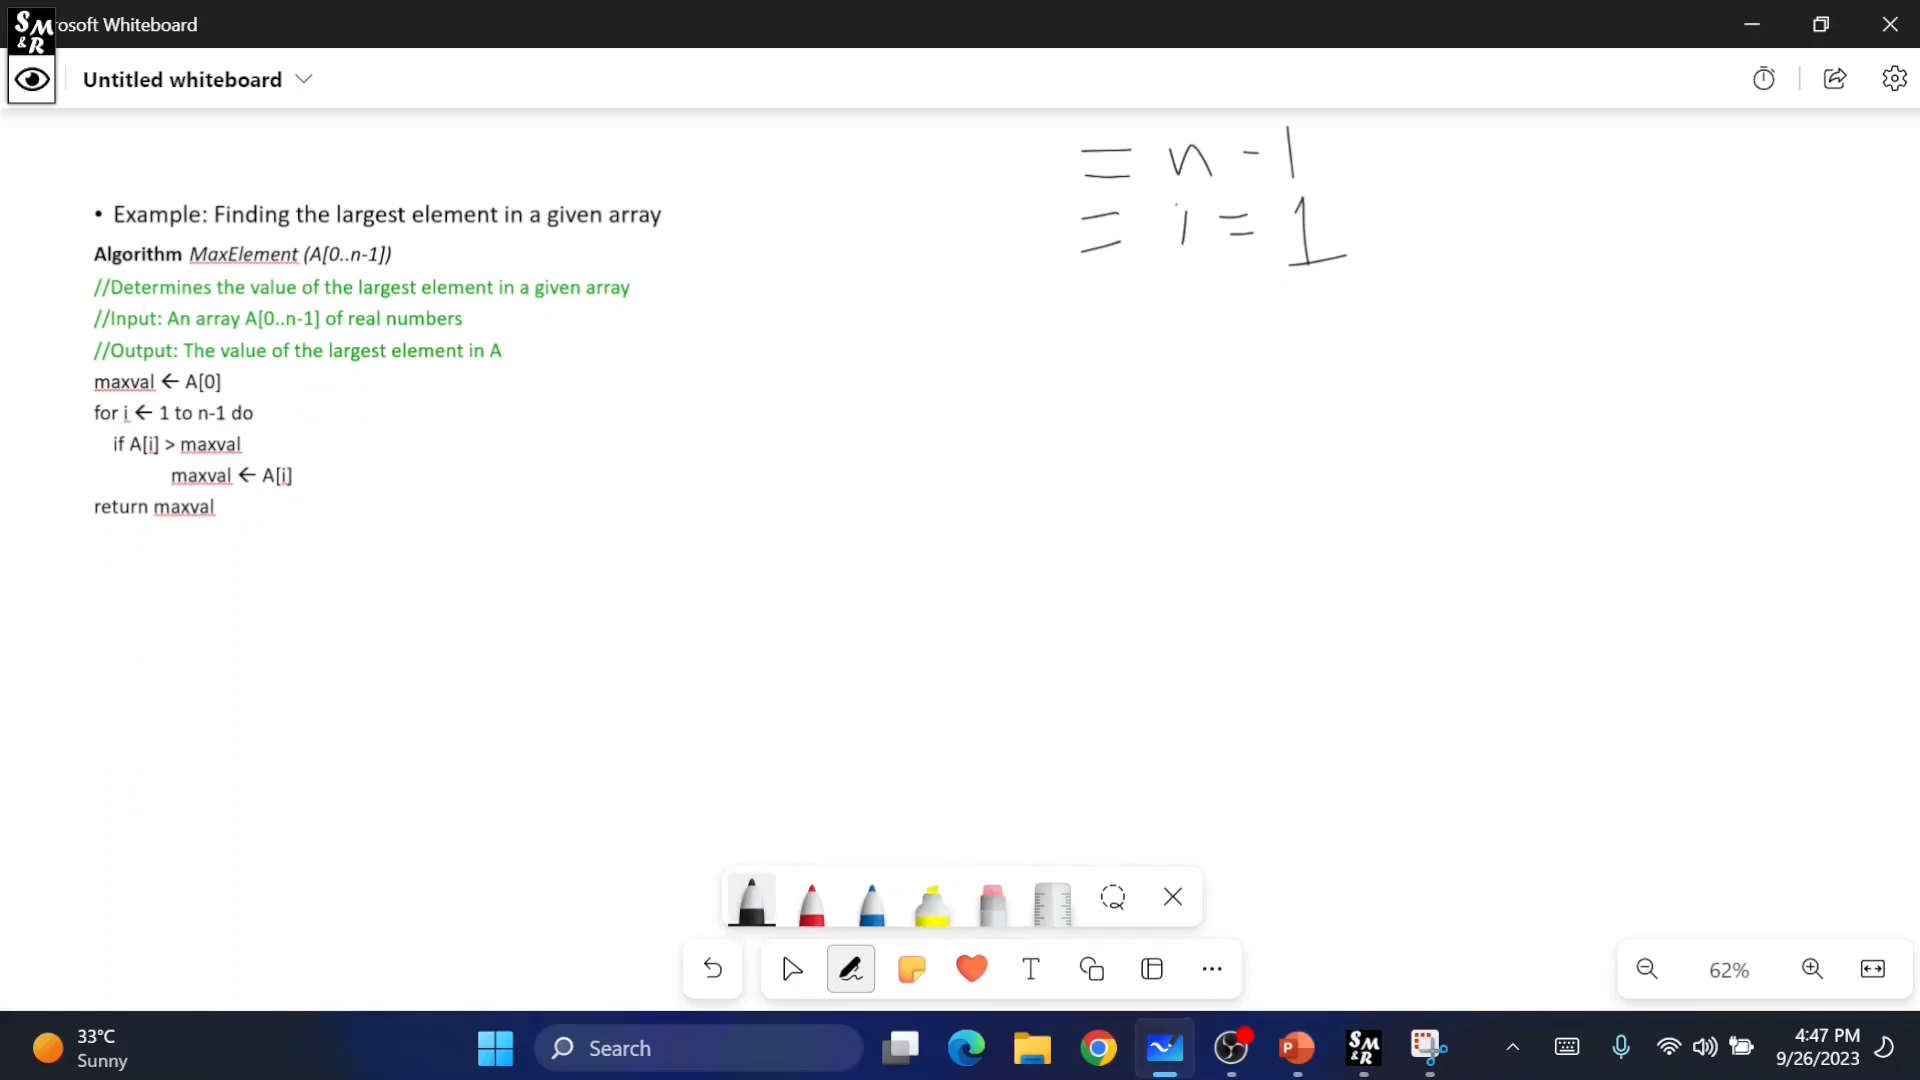 SM
&R
osoft Whiteboard
Untitled whiteboard
= n - 1
= i = 1
• Example: Finding the largest element in a given array
Algorithm MaxElement (A[0..n-1])
//Determines the value of the largest element in a given array
//Input: An array A[0..n-1] of real numbers
//Output: The value of the largest element in A
maxval ← A[0]
for i ← 1 to n-1 do
if A[i] > maxval
maxval ← A[i]
return maxval
62%
33°C
Sunny
Search
SM
&R
4:47 PM
9/26/2023